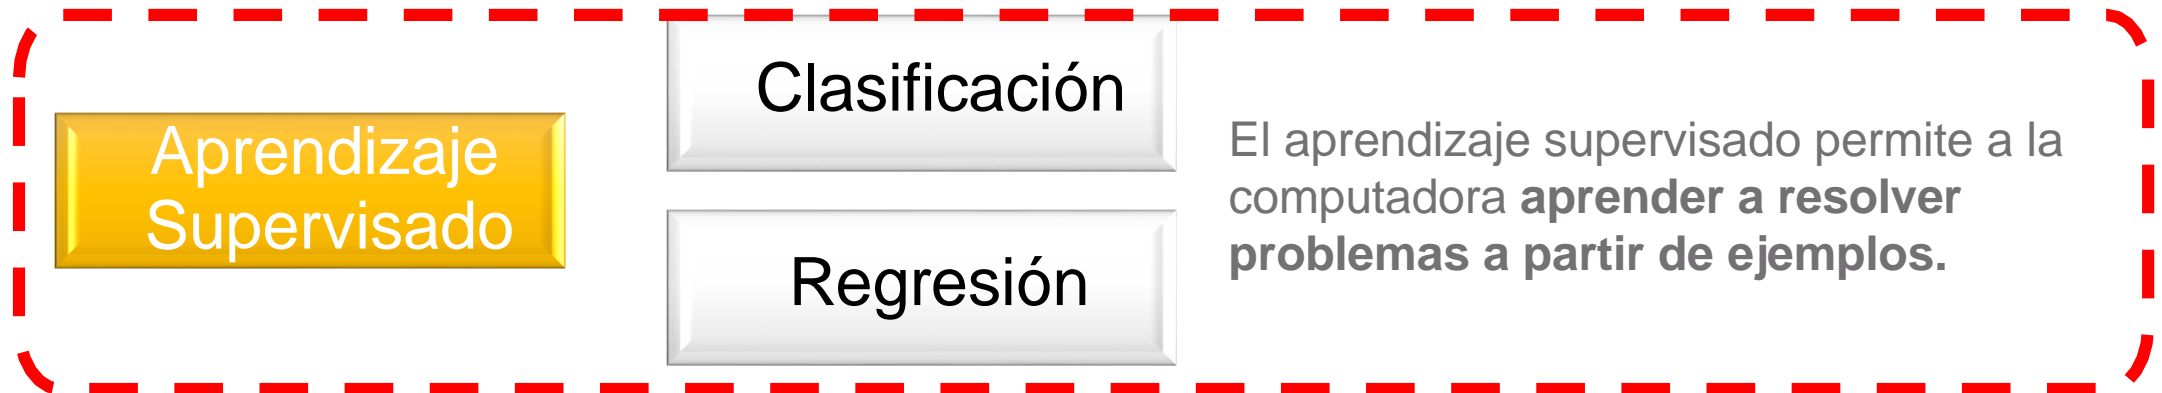 Aprendizaje
Supervisado
Clasificación
Regresión
El aprendizaje supervisado permite a la
computadora aprender a resolver
problemas a partir de ejemplos.